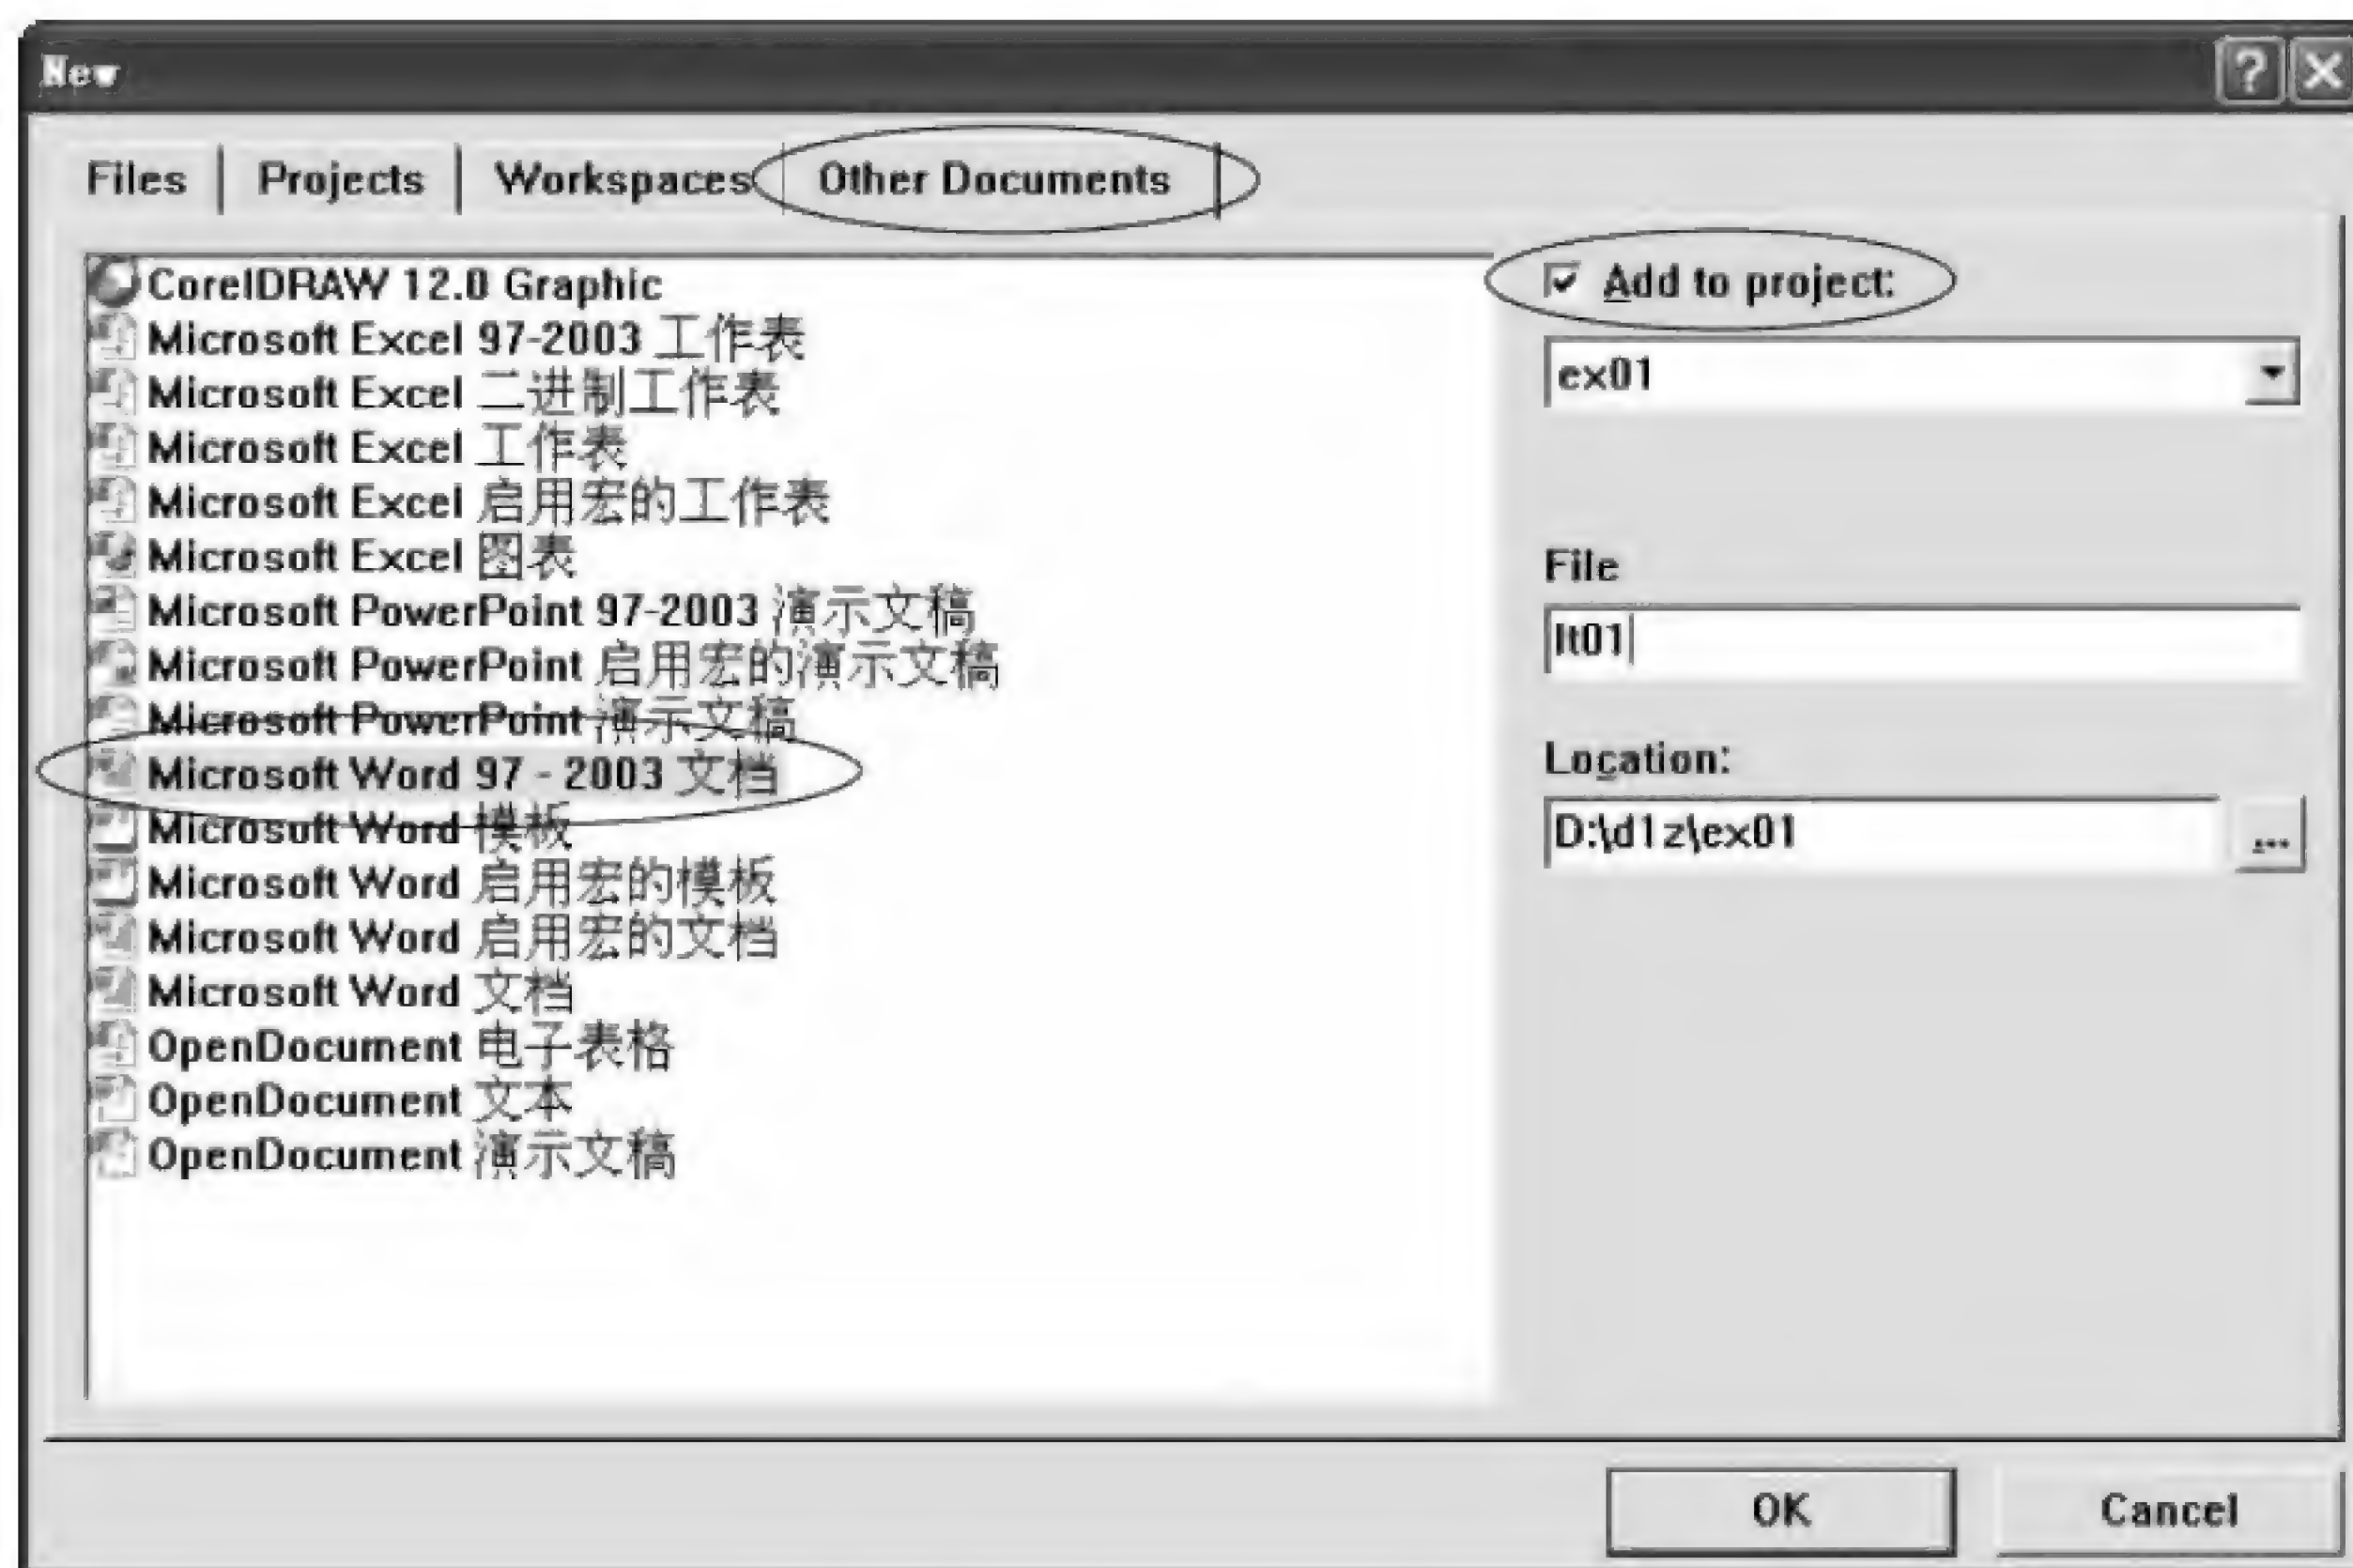 New
Files | Projects | Workspaces | Other Documents
CorelDRAW 12.0 Graphic
Microsoft Excel 97-2003 工作表
Microsoft Excel 二进制工作表
Microsoft Excel 工作表
Microsoft Excel 启用宏的工作表
Microsoft Excel 图表
Microsoft PowerPoint 97-2003 演示文稿
Microsoft PowerPoint 启用宏的演示文稿
Microsoft PowerPoint 演示文稿
Microsoft Word 97 - 2003 文档
Microsoft Word 模板
Microsoft Word 启用宏的模板
Microsoft Word 启用宏的文档
Microsoft Word 文档
OpenDocument 电子表格
OpenDocument 文本
OpenDocument 演示文稿
Add to project:
ex01
File
lt01
Location:
D:\d1z\ex01
...
OK
Cancel